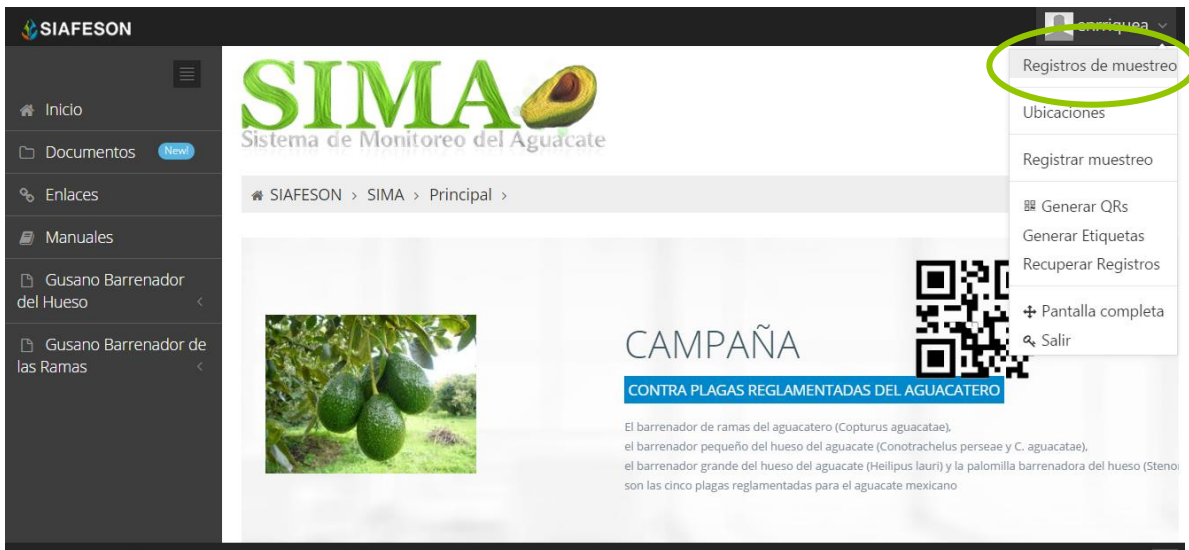 SIAFESON
enrriquea
Inicio
Documentos New!
Enlaces
Manuales
Gusano Barrenador
del Hueso
Gusano Barrenador de
las Ramas
SIMA
Sistema de Monitoreo del Aguacate
SIAFESON > SIMA > Principal >
CAMPAÑA
CONTRA PLAGAS REGLAMENTADAS DEL AGUACATERO
El barrenador de ramas del aguacatero (Copturus aguacatae),
el barrenador pequeño del hueso del aguacate (Conotrachelus perseae y C. aguacatae),
el barrenador grande del hueso del aguacate (Heilipus lauri) y la palomilla barrenadora del hueso (Stenom
son las cinco plagas reglamentadas para el aguacate mexicano
Registros de muestreo
Ubicaciones
Registrar muestreo
Generar QRs
Generar Etiquetas
Recuperar Registros
Pantalla completa
Salir